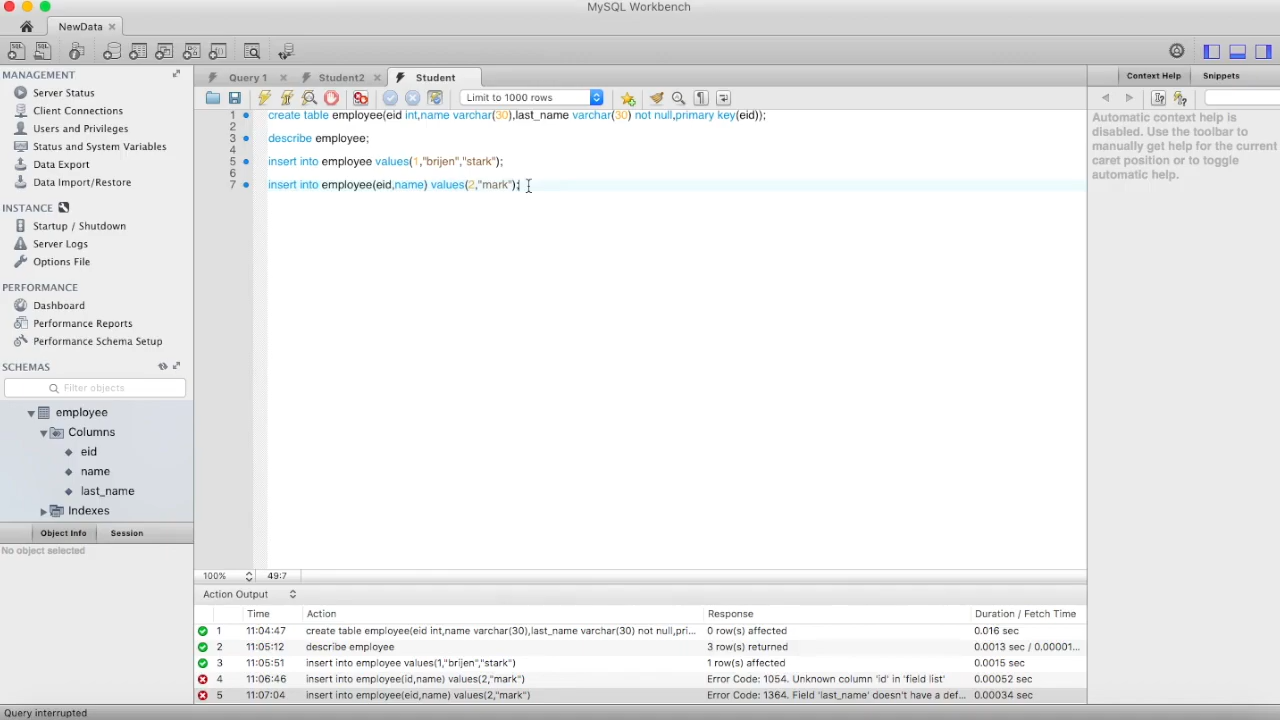 MySQL Workbench
NewData
MANAGEMENT
Server Status
Client Connections
Users and Privileges
Status and System Variables
Data Export
Data Import/Restore
INSTANCE
Startup / Shutdown
Server Logs
Options File
PERFORMANCE
Dashboard
Performance Reports
Performance Schema Setup
SCHEMAS
Filter objects
employee
Columns
eid
name
last_name
Indexes
Object Info Session
No object selected
Query 1 Student2 Student
Limit to 1000 rows
1 create table employee(eid int,name varchar(30),last_name varchar(30) not null,primary key(eid));
2
3 describe employee;
4
5 insert into employee values(1,"brijen","stark");
6
7 insert into employee(eid,name) values(2,"mark");
100% 49:7
Action Output
Time Action Response Duration / Fetch Time
1 11:04:47 create table employee(eid int,name varchar(30),last_name varchar(30) not null,pri... 0 row(s) affected 0.016 sec
2 11:05:12 describe employee 3 row(s) returned 0.0013 sec / 0.00001...
3 11:05:51 insert into employee values(1,"brijen","stark") 1 row(s) affected 0.0015 sec
4 11:06:46 insert into employee(id,name) values(2,"mark") Error Code: 1054. Unknown column 'id' in 'field list' 0.00052 sec
5 11:07:04 insert into employee(eid,name) values(2,"mark") Error Code: 1364. Field 'last_name' doesn't have a def... 0.00034 sec
Context Help Snippets
Automatic context help is
disabled. Use the toolbar to
manually get help for the current
caret position or to toggle
automatic help.
Query interrupted